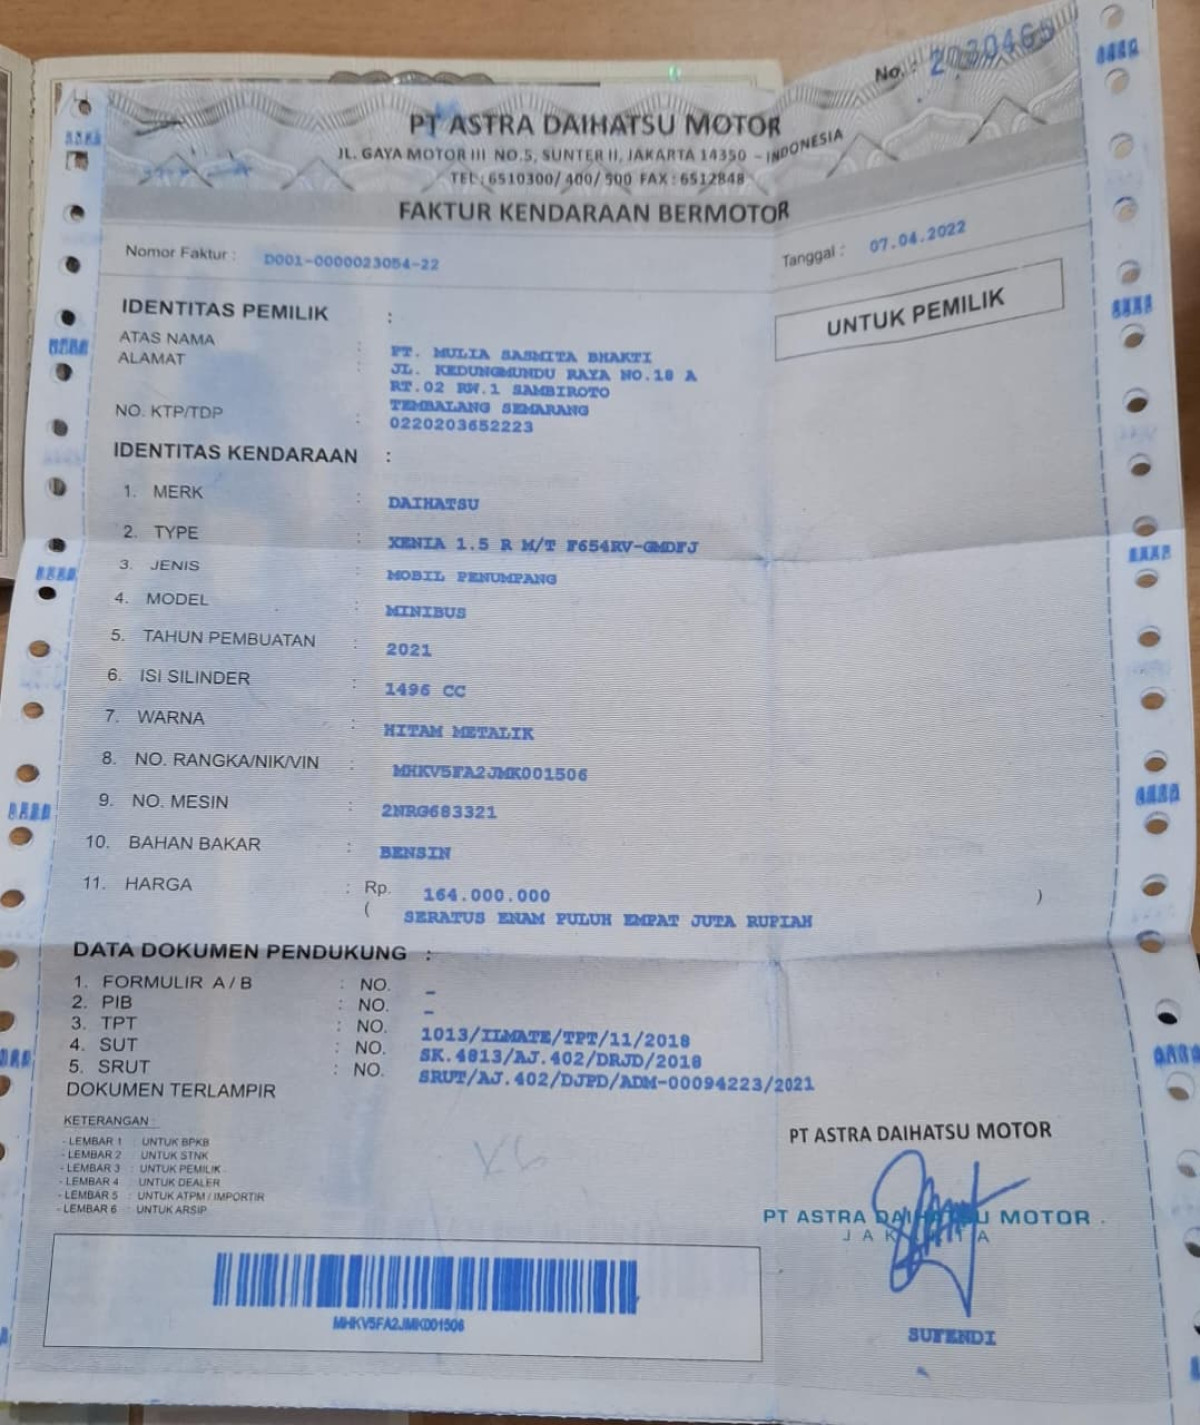 No. : 2030465
PT ASTRA DAIHATSU MOTOR
JL. GAYA MOTOR III NO.5, SUNTER II, JAKARTA 14350 - INDONESIA
TEL : 6510300/ 400/ 500 FAX : 6512848
FAKTUR KENDARAAN BERMOTOR
Nomor Faktur : D001-0000023054-22
Tanggal : 07.04.2022
UNTUK PEMILIK
IDENTITAS PEMILIK :
ATAS NAMA : PT. MULIA SASMITA BHAKTI
ALAMAT : JL. KEDUNGMUNDU RAYA NO.18 A
RT.02 RW.1 SAMBIROTO
TEMBALANG SEMARANG
NO. KTP/TDP : 0220203652223
IDENTITAS KENDARAAN :
1. MERK : DAIHATSU
2. TYPE : XENIA 1.5 R M/T F654RV-GMDFJ
3. JENIS : MOBIL PENUMPANG
4. MODEL : MINIBUS
5. TAHUN PEMBUATAN : 2021
6. ISI SILINDER : 1496 CC
7. WARNA : HITAM METALIK
8. NO. RANGKA/NIK/VIN : MHKV5FA2JMK001506
9. NO. MESIN : 2NRG683321
10. BAHAN BAKAR : BENSIN
11. HARGA : Rp. 164.000.000
( SERATUS ENAM PULUH EMPAT JUTA RUPIAH )
DATA DOKUMEN PENDUKUNG :
1. FORMULIR A / B : NO. -
2. PIB : NO. -
3. TPT : NO. 1013/ILMATE/TPT/11/2018
4. SUT : NO. SK.4813/AJ.402/DRJD/2018
5. SRUT : NO. SRUT/AJ.402/DJPD/ADM-00094223/2021
DOKUMEN TERLAMPIR
KETERANGAN :
- LEMBAR 1 : UNTUK BPKB
- LEMBAR 2 : UNTUK STNK
- LEMBAR 3 : UNTUK PEMILIK
- LEMBAR 4 : UNTUK DEALER
- LEMBAR 5 : UNTUK ATPM / IMPORTIR
- LEMBAR 6 : UNTUK ARSIP
PT ASTRA DAIHATSU MOTOR
PT ASTRA DAIHATSU MOTOR
JAKARTA
MHKV5FA2JMK001506
SUFENDI